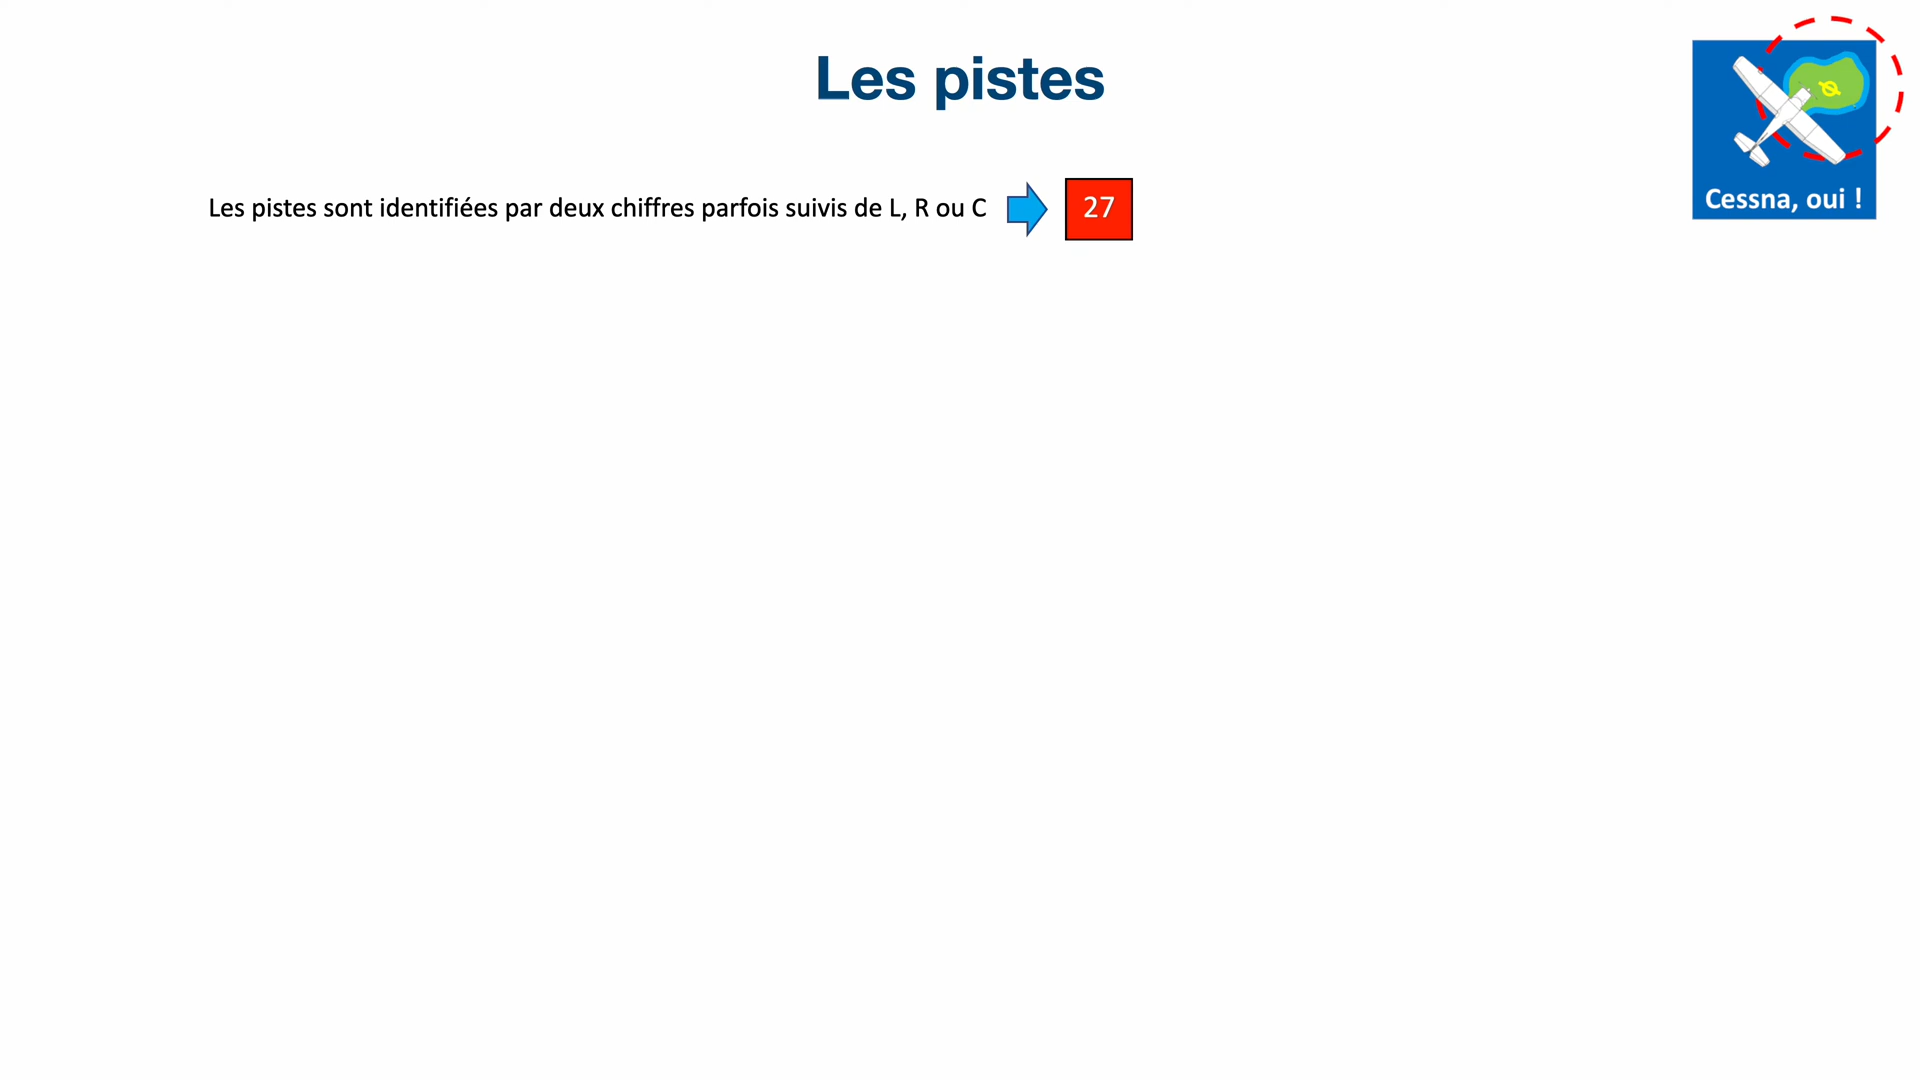 Les pistes
Les pistes sont identifiées par deux chiffres parfois suivis de L, R ou C
27
Cessna, oui !